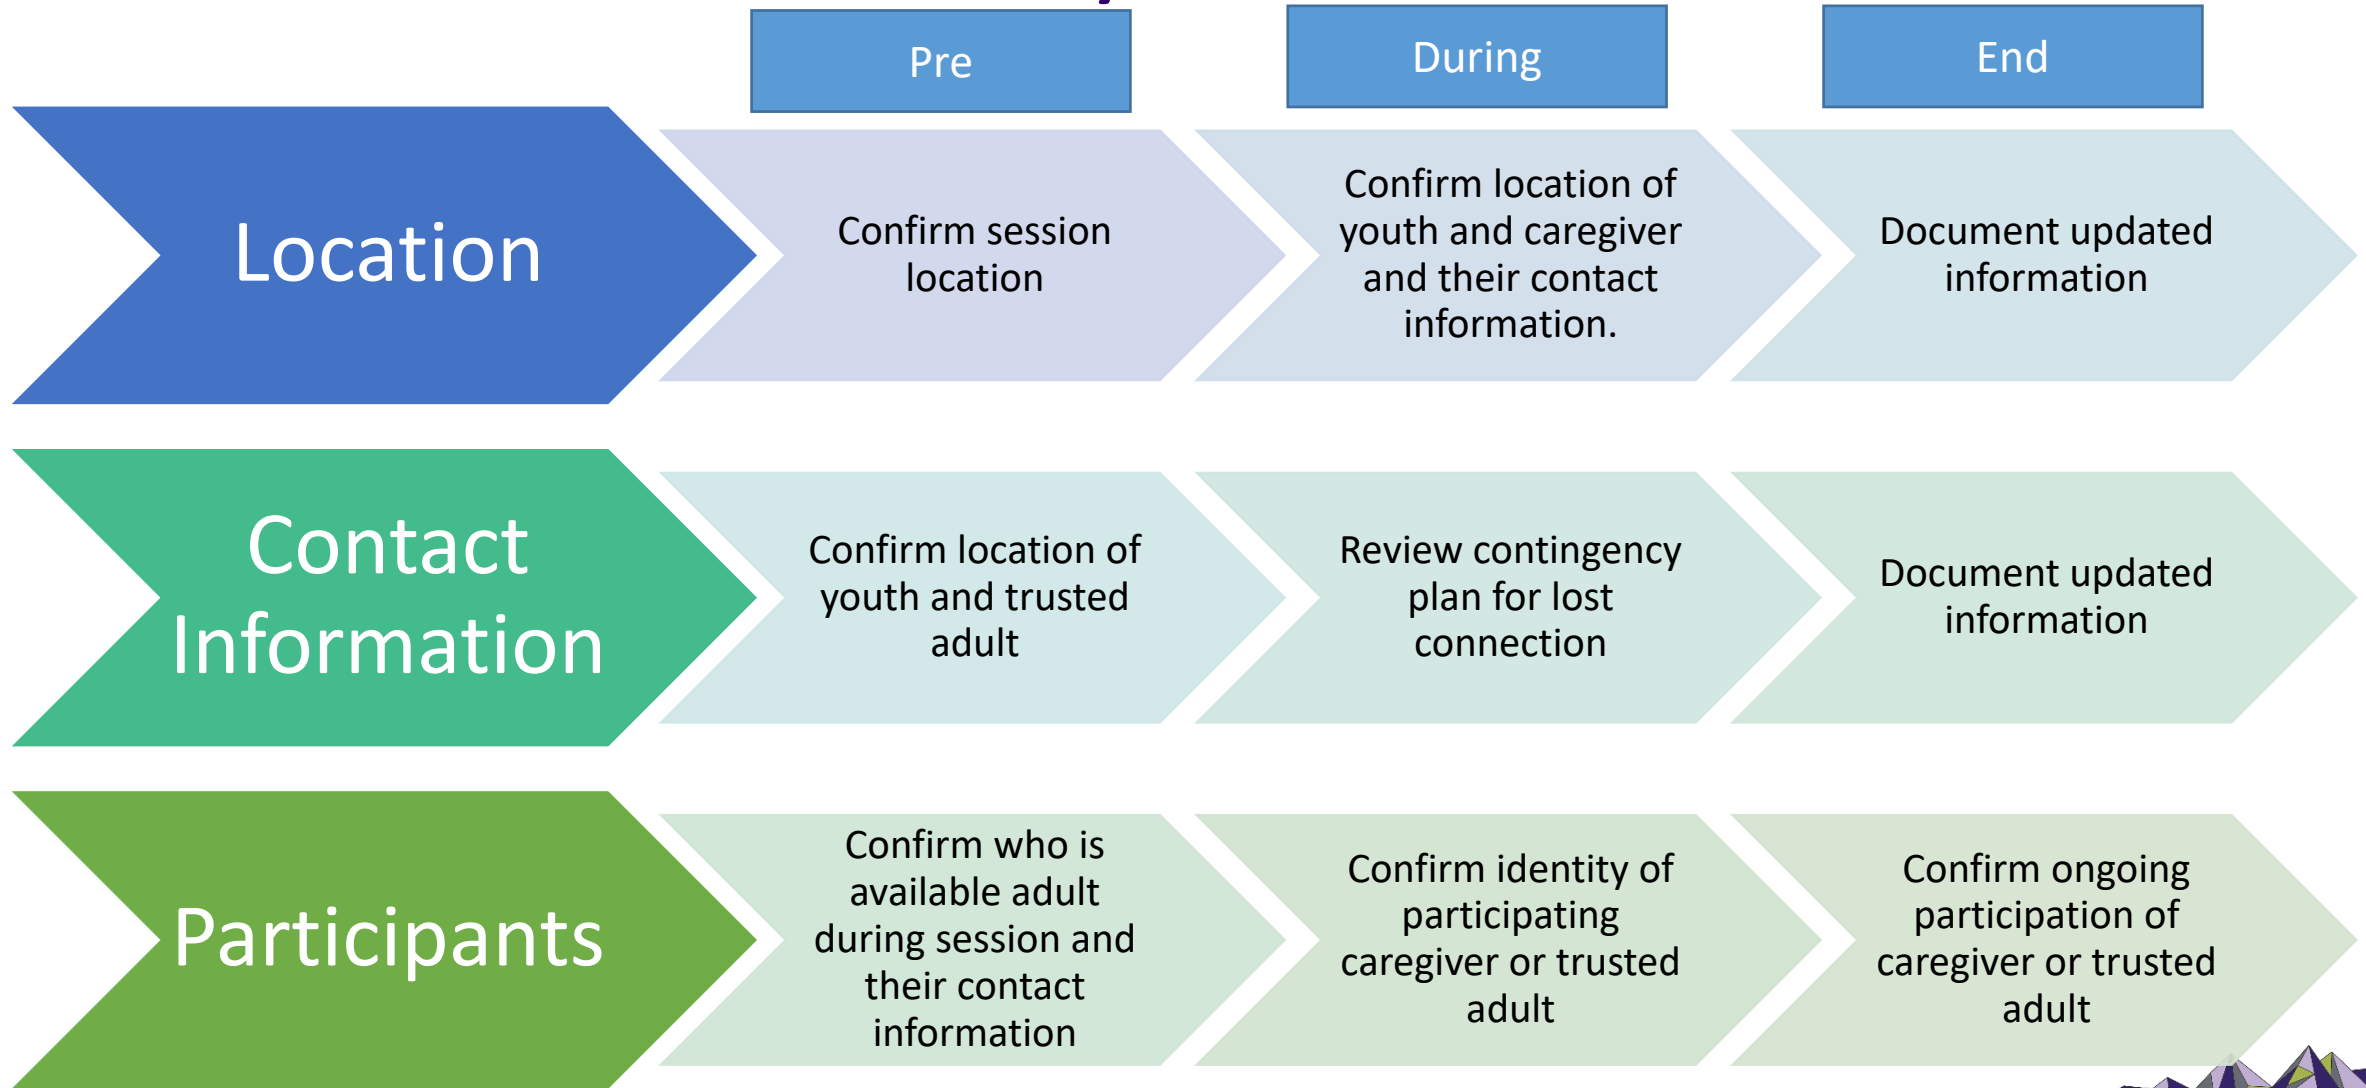 Pre
During
End
Location
Confirm session
location
Confirm location of
youth and caregiver
and their contact
information.
Document updated
information
Contact
Information
Confirm location of
youth and trusted
adult
Review contingency
plan for lost
connection
Document updated
information
Participants
Confirm who is
available adult
during session and
their contact
information
Confirm identity of
participating
caregiver or trusted
adult
Confirm ongoing
participation of
caregiver or trusted
adult